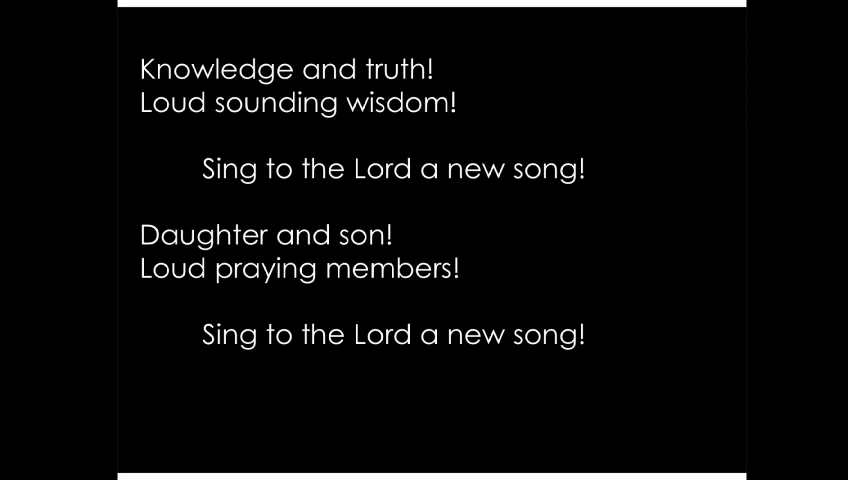 Knowledge and truth!
Loud sounding wisdom!
Sing to the Lord a new song!
Daughter and son!
Loud praying members!
Sing to the Lord a new song!